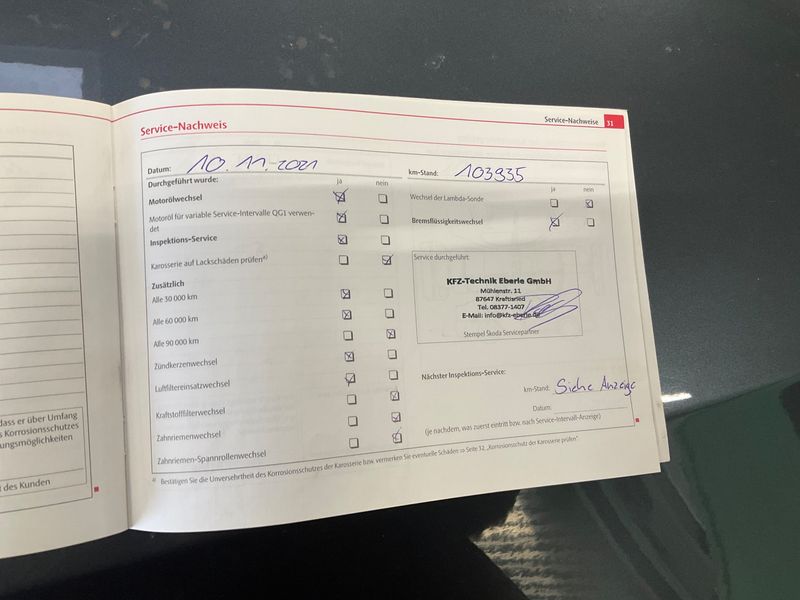 Service-Nachweise 31
Service-Nachweis
Datum: 10.11.2021
km-Stand: 103935
Durchgeführt wurde: ja nein
Motorölwechsel
Motoröl für variable Service-Intervalle QG1 verwen-
det
Inspektions-Service
Karosserie auf Lackschäden prüfen a)
Zusätzlich
Alle 30 000 km
Alle 60 000 km
Alle 90 000 km
Zündkerzenwechsel
Luftfiltereinsatzwechsel
Kraftstofffilterwechsel
Zahnriemenwechsel
Zahnriemen-Spannrollenwechsel
ja nein
Wechsel der Lambda-Sonde
Bremsflüssigkeitswechsel
Service durchgeführt:
KFZ-Technik Eberle GmbH
Mühlenstr. 11
87647 Kraftisried
Tel. 08377-1407
E-Mail: info@kfz-eberle.de
Stempel Škoda Servicepartner
Nächster Inspektions-Service:
km-Stand: Siehe Anzeige
Datum:
(je nachdem, was zuerst eintritt bzw. nach Service-Intervall-Anzeige)
a) Bestätigen Sie die Unversehrtheit des Korrosionsschutzes der Karosserie bzw. vermerken Sie eventuelle Schäden ⇒ Seite 32, „Korrosionsschutz der Karosserie prüfen“.
dass er über Umfang
s Korrosionsschutzes
ungsmöglichkeiten
t des Kunden